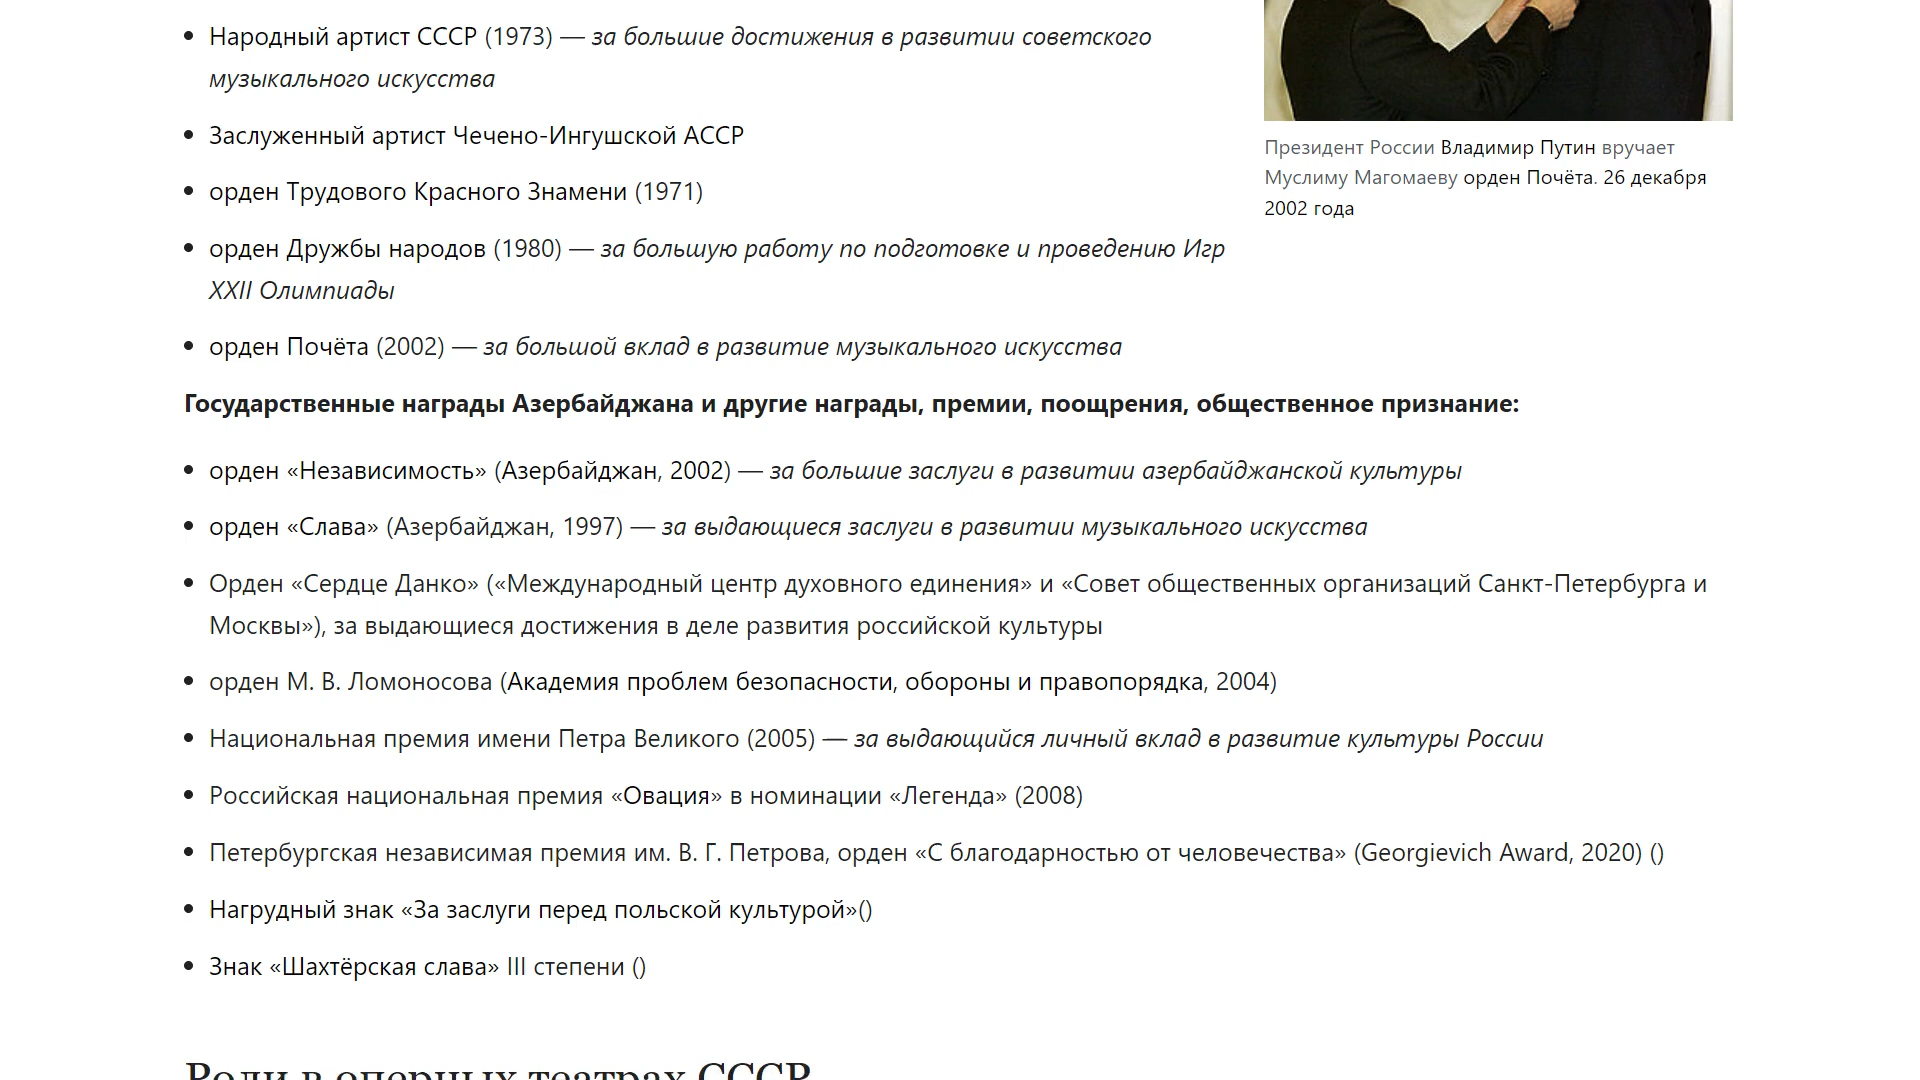 Народный артист СССР (1973) — за большие достижения в развитии советского
музыкального искусства
Заслуженный артист Чечено-Ингушской АССР
орден Трудового Красного Знамени (1971)
орден Дружбы народов (1980) — за большую работу по подготовке и проведению Игр
XXII Олимпиады
орден Почёта (2002) — за большой вклад в развитие музыкального искусства
Президент России Владимир Путин вручает
Муслиму Магомаеву орден Почёта. 26 декабря
2002 года
Государственные награды Азербайджана и другие награды, премии, поощрения, общественное признание:
орден «Независимость» (Азербайджан, 2002) — за большие заслуги в развитии азербайджанской культуры
орден «Слава» (Азербайджан, 1997) — за выдающиеся заслуги в развитии музыкального искусства
Орден «Сердце Данко» («Международный центр духовного единения» и «Совет общественных организаций Санкт-Петербурга и
Москвы»), за выдающиеся достижения в деле развития российской культуры
орден М. В. Ломоносова (Академия проблем безопасности, обороны и правопорядка, 2004)
Национальная премия имени Петра Великого (2005) — за выдающийся личный вклад в развитие культуры России
Российская национальная премия «Овация» в номинации «Легенда» (2008)
Петербургская независимая премия им. В. Г. Петрова, орден «С благодарностью от человечества» (Georgievich Award, 2020) ()
Нагрудный знак «За заслуги перед польской культурой»()
Знак «Шахтёрская слава» III степени ()
Роли в оперных театрах СССР